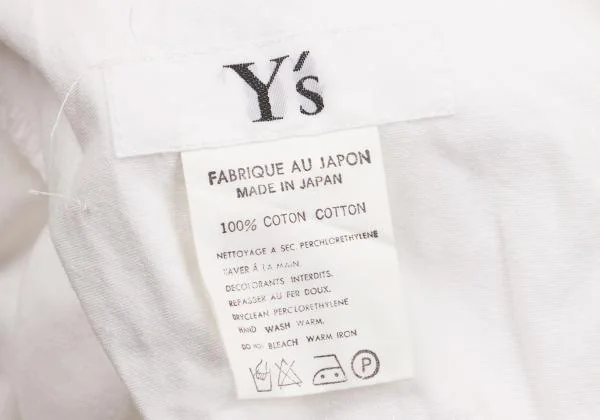 Y's
FABRIQUE AU JAPON
MADE IN JAPAN
100% COTON COTTON
NETTOYAGE A SEC PERCHLORETHYLENE
LAVER À LA MAIN.
DECOLORANTS INTERDITS.
REPASSER AU FER DOUX.
DRYCLEAN PERCLORETHYLENE
HAND WASH WARM.
DO NOT BLEACH WARM IRON
P